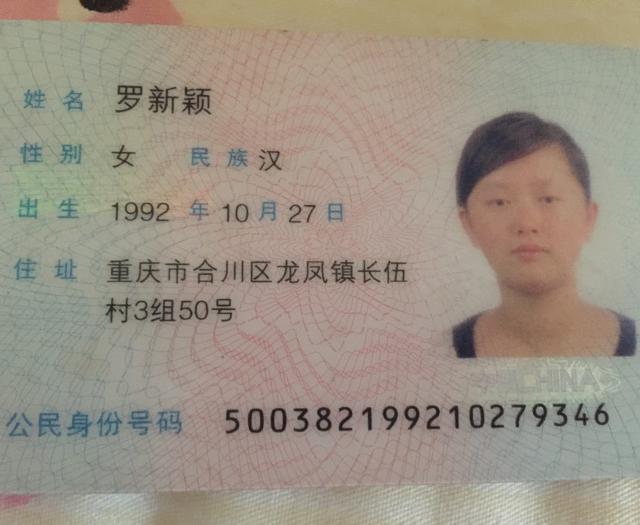 姓名 罗新颖
性别 女 民族 汉
出生 1992 年 10 月 27 日
住址 重庆市合川区龙凤镇长伍
村3组50号
CHINA
公民身份号码 500382199210279346